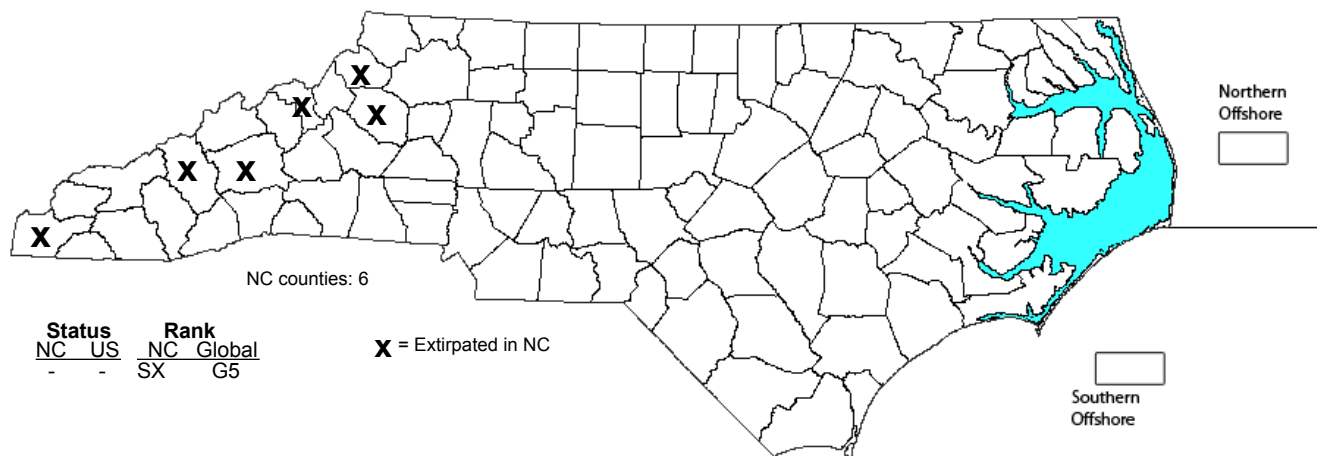 X
X
X
X
X
X
Northern
Offshore
NC counties: 6
Status Rank
NC US NC Global
- - SX G5
X = Extirpated in NC
Southern
Offshore